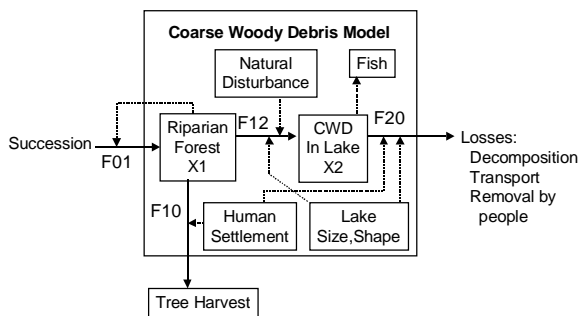 Coarse Woody Debris Model
Natural
Disturbance
Fish
Succession
F01
Riparian
Forest
X1
F12
CWD
In Lake
X2
F20
Losses:
Decomposition
Transport
Removal by
people
F10
Human
Settlement
Lake
Size,Shape
Tree Harvest